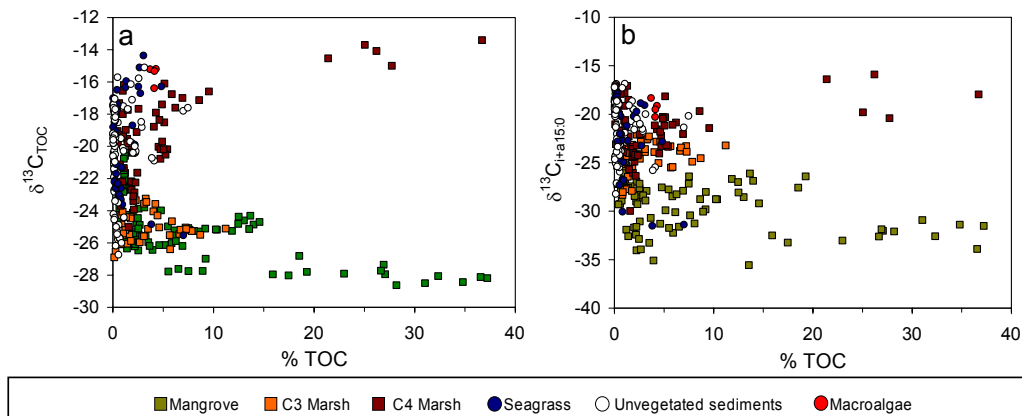 a
-12
-14
-16
-18
-20
-22
-24
-26
-28
-30
δ¹³C_TOC
0 10 20 30 40
% TOC
b
-10
-15
-20
-25
-30
-35
-40
δ¹³C_i+a15:0
0 10 20 30 40
% TOC
Mangrove C3 Marsh C4 Marsh Seagrass Unvegetated sediments Macroalgae